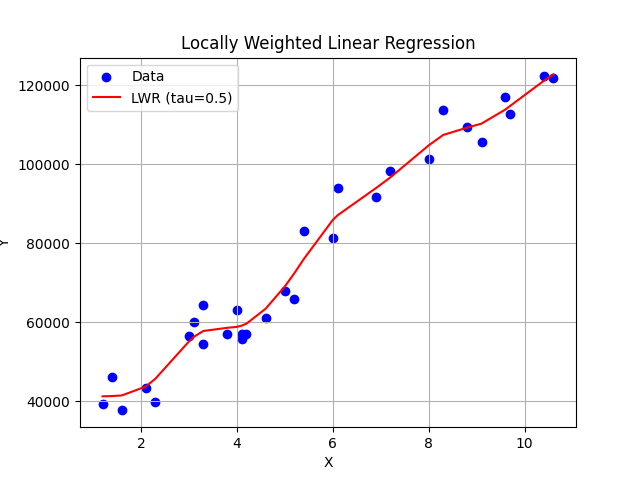 Locally Weighted Linear Regression
Data
LWR (tau=0.5)
120000
100000
80000
60000
40000
Y
2 4 6 8 10
X